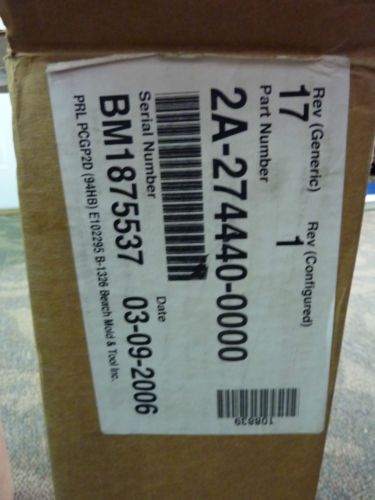 Rev (Generic) Rev (Configured)
17 1
Part Number
2A-274440-0000
Serial Number Date
BM1875537 03-09-2006
PRL PCGP2D (94HB) E102295 B-1326 Beach Mold & Tool Inc.
108839